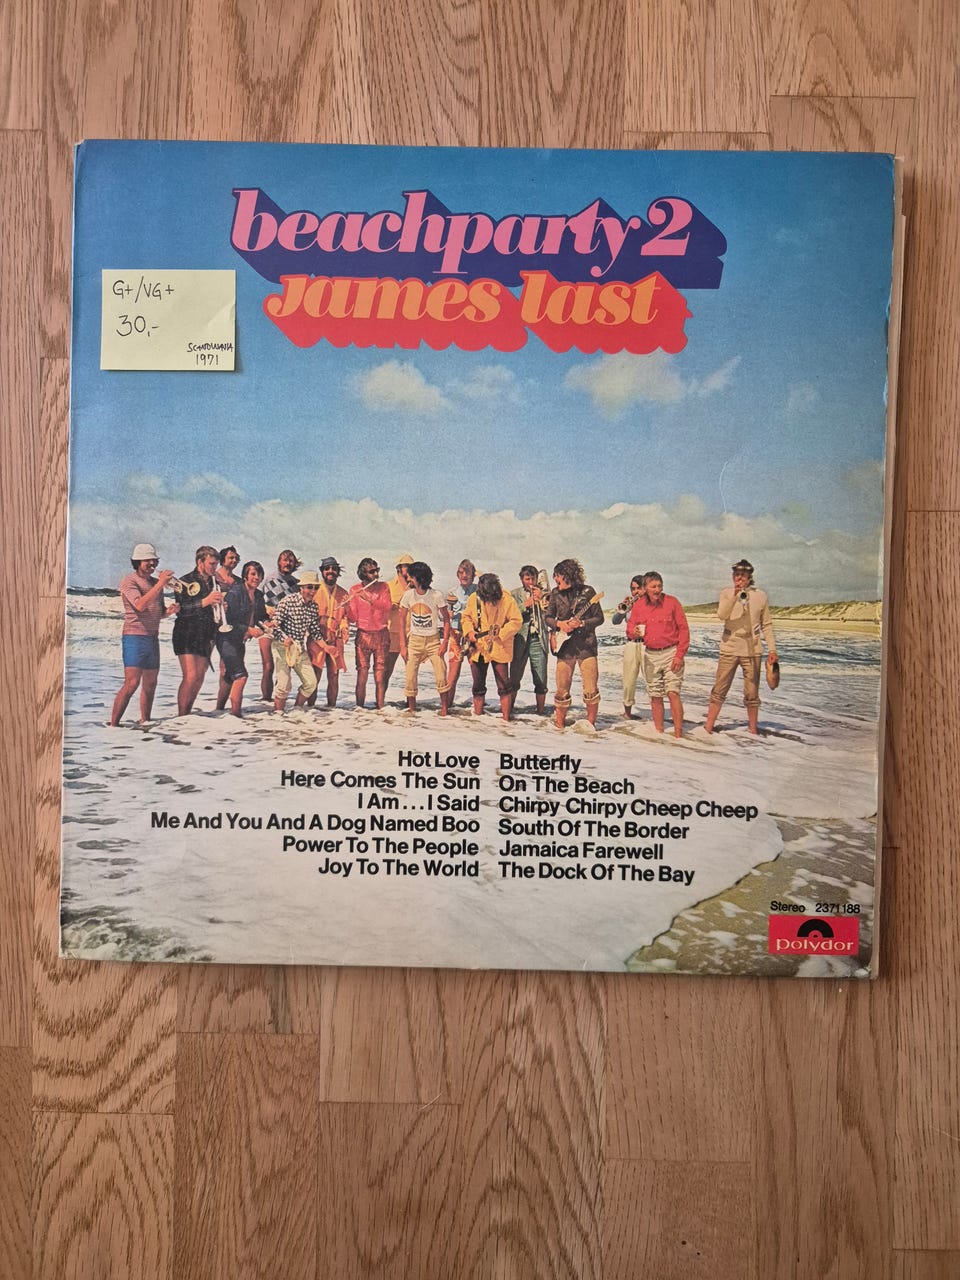 beachparty 2
james last
G+/VG+
30,-
SCANDINAVIA
1971
Hot Love
Here Comes The Sun
I Am...I Said
Me And You And A Dog Named Boo
Power To The People
Joy To The World
Butterfly
On The Beach
Chirpy Chirpy Cheep Cheep
South Of The Border
Jamaica Farewell
The Dock Of The Bay
Stereo 2371188
Polydor